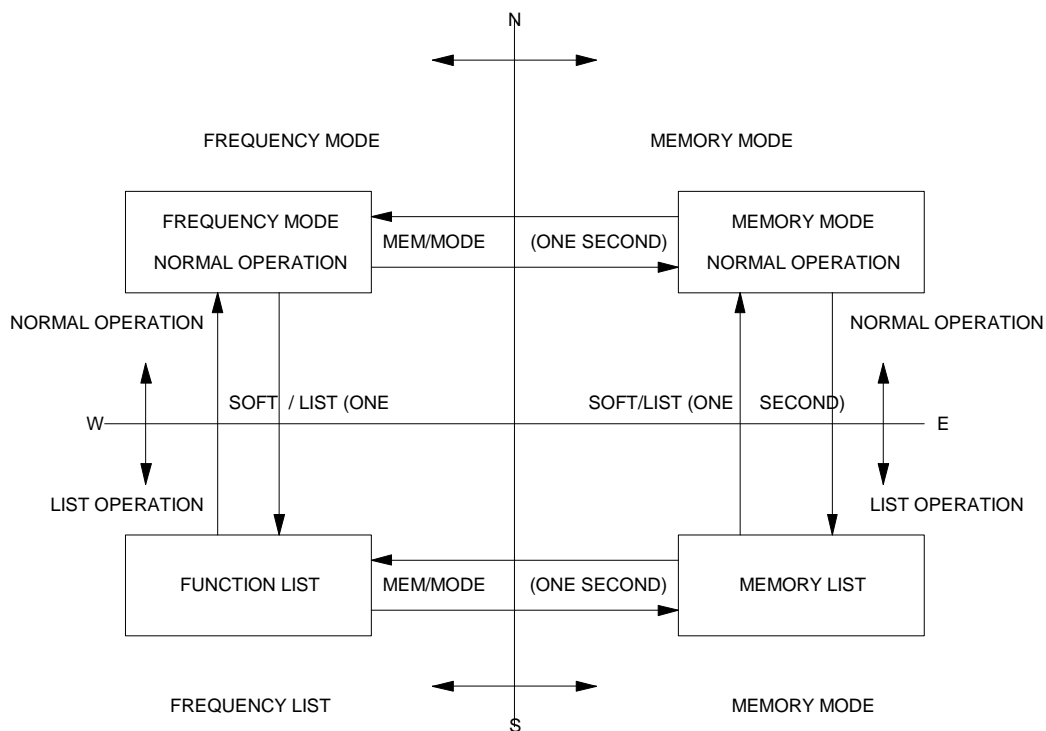 N
FREQUENCY MODE MEMORY MODE
FREQUENCY MODE MEMORY MODE
MEM/MODE (ONE SECOND)
NORMAL OPERATION NORMAL OPERATION
NORMAL OPERATION NORMAL OPERATION
SOFT / LIST (ONE SOFT/LIST (ONE SECOND)
W E
LIST OPERATION LIST OPERATION
FUNCTION LIST MEM/MODE (ONE SECOND) MEMORY LIST
FREQUENCY LIST MEMORY MODE
S